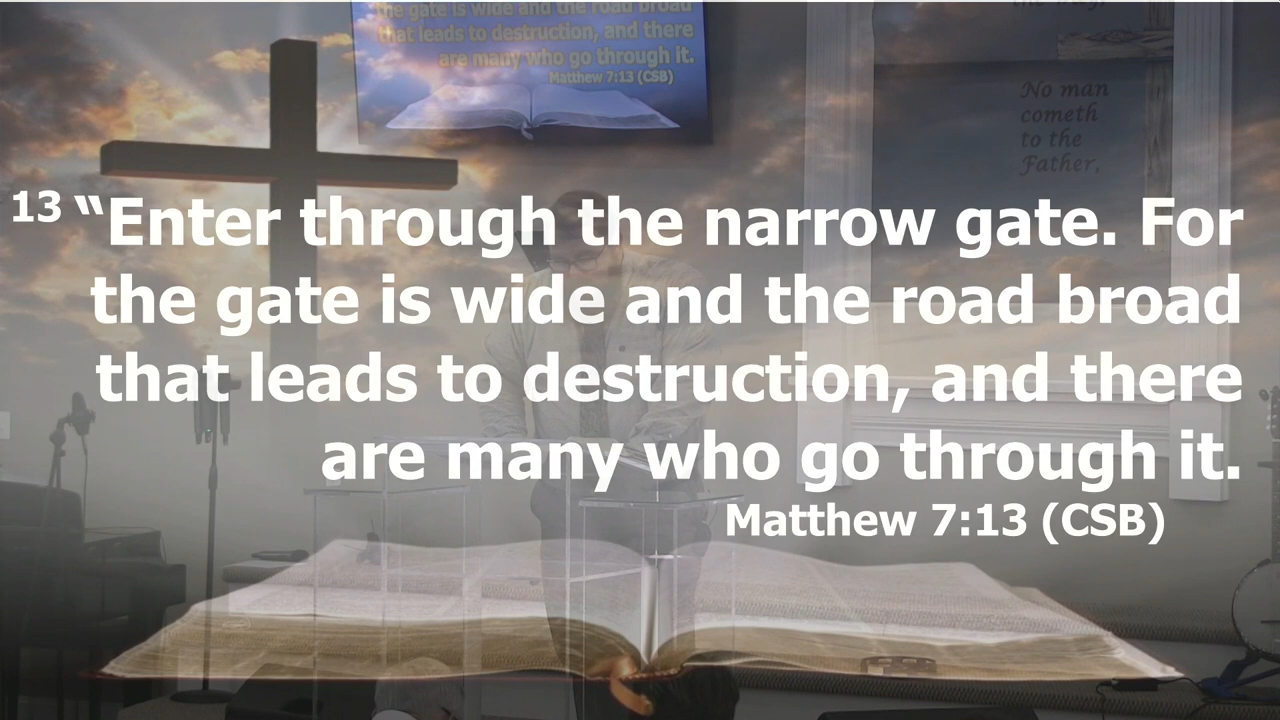 the gate is wide and the road broad
that leads to destruction, and there
are many who go through it.
Matthew 7:13 (CSB)
the way,
No man
cometh
to the
Father,
13 “Enter through the narrow gate. For
the gate is wide and the road broad
that leads to destruction, and there
are many who go through it.
Matthew 7:13 (CSB)